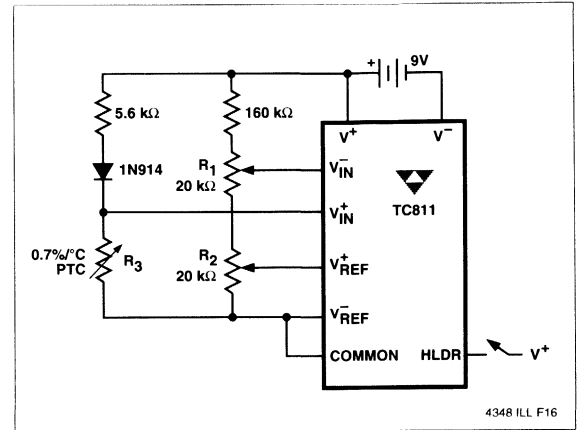 9V
+
5.6 kΩ
160 kΩ
V+
V−
1N914
R1
20 kΩ
V−IN
TC811
V+IN
0.7%/°C
PTC
R3
R2
20 kΩ
V+REF
V−REF
COMMON
HLDR
V+
4348 ILL F16